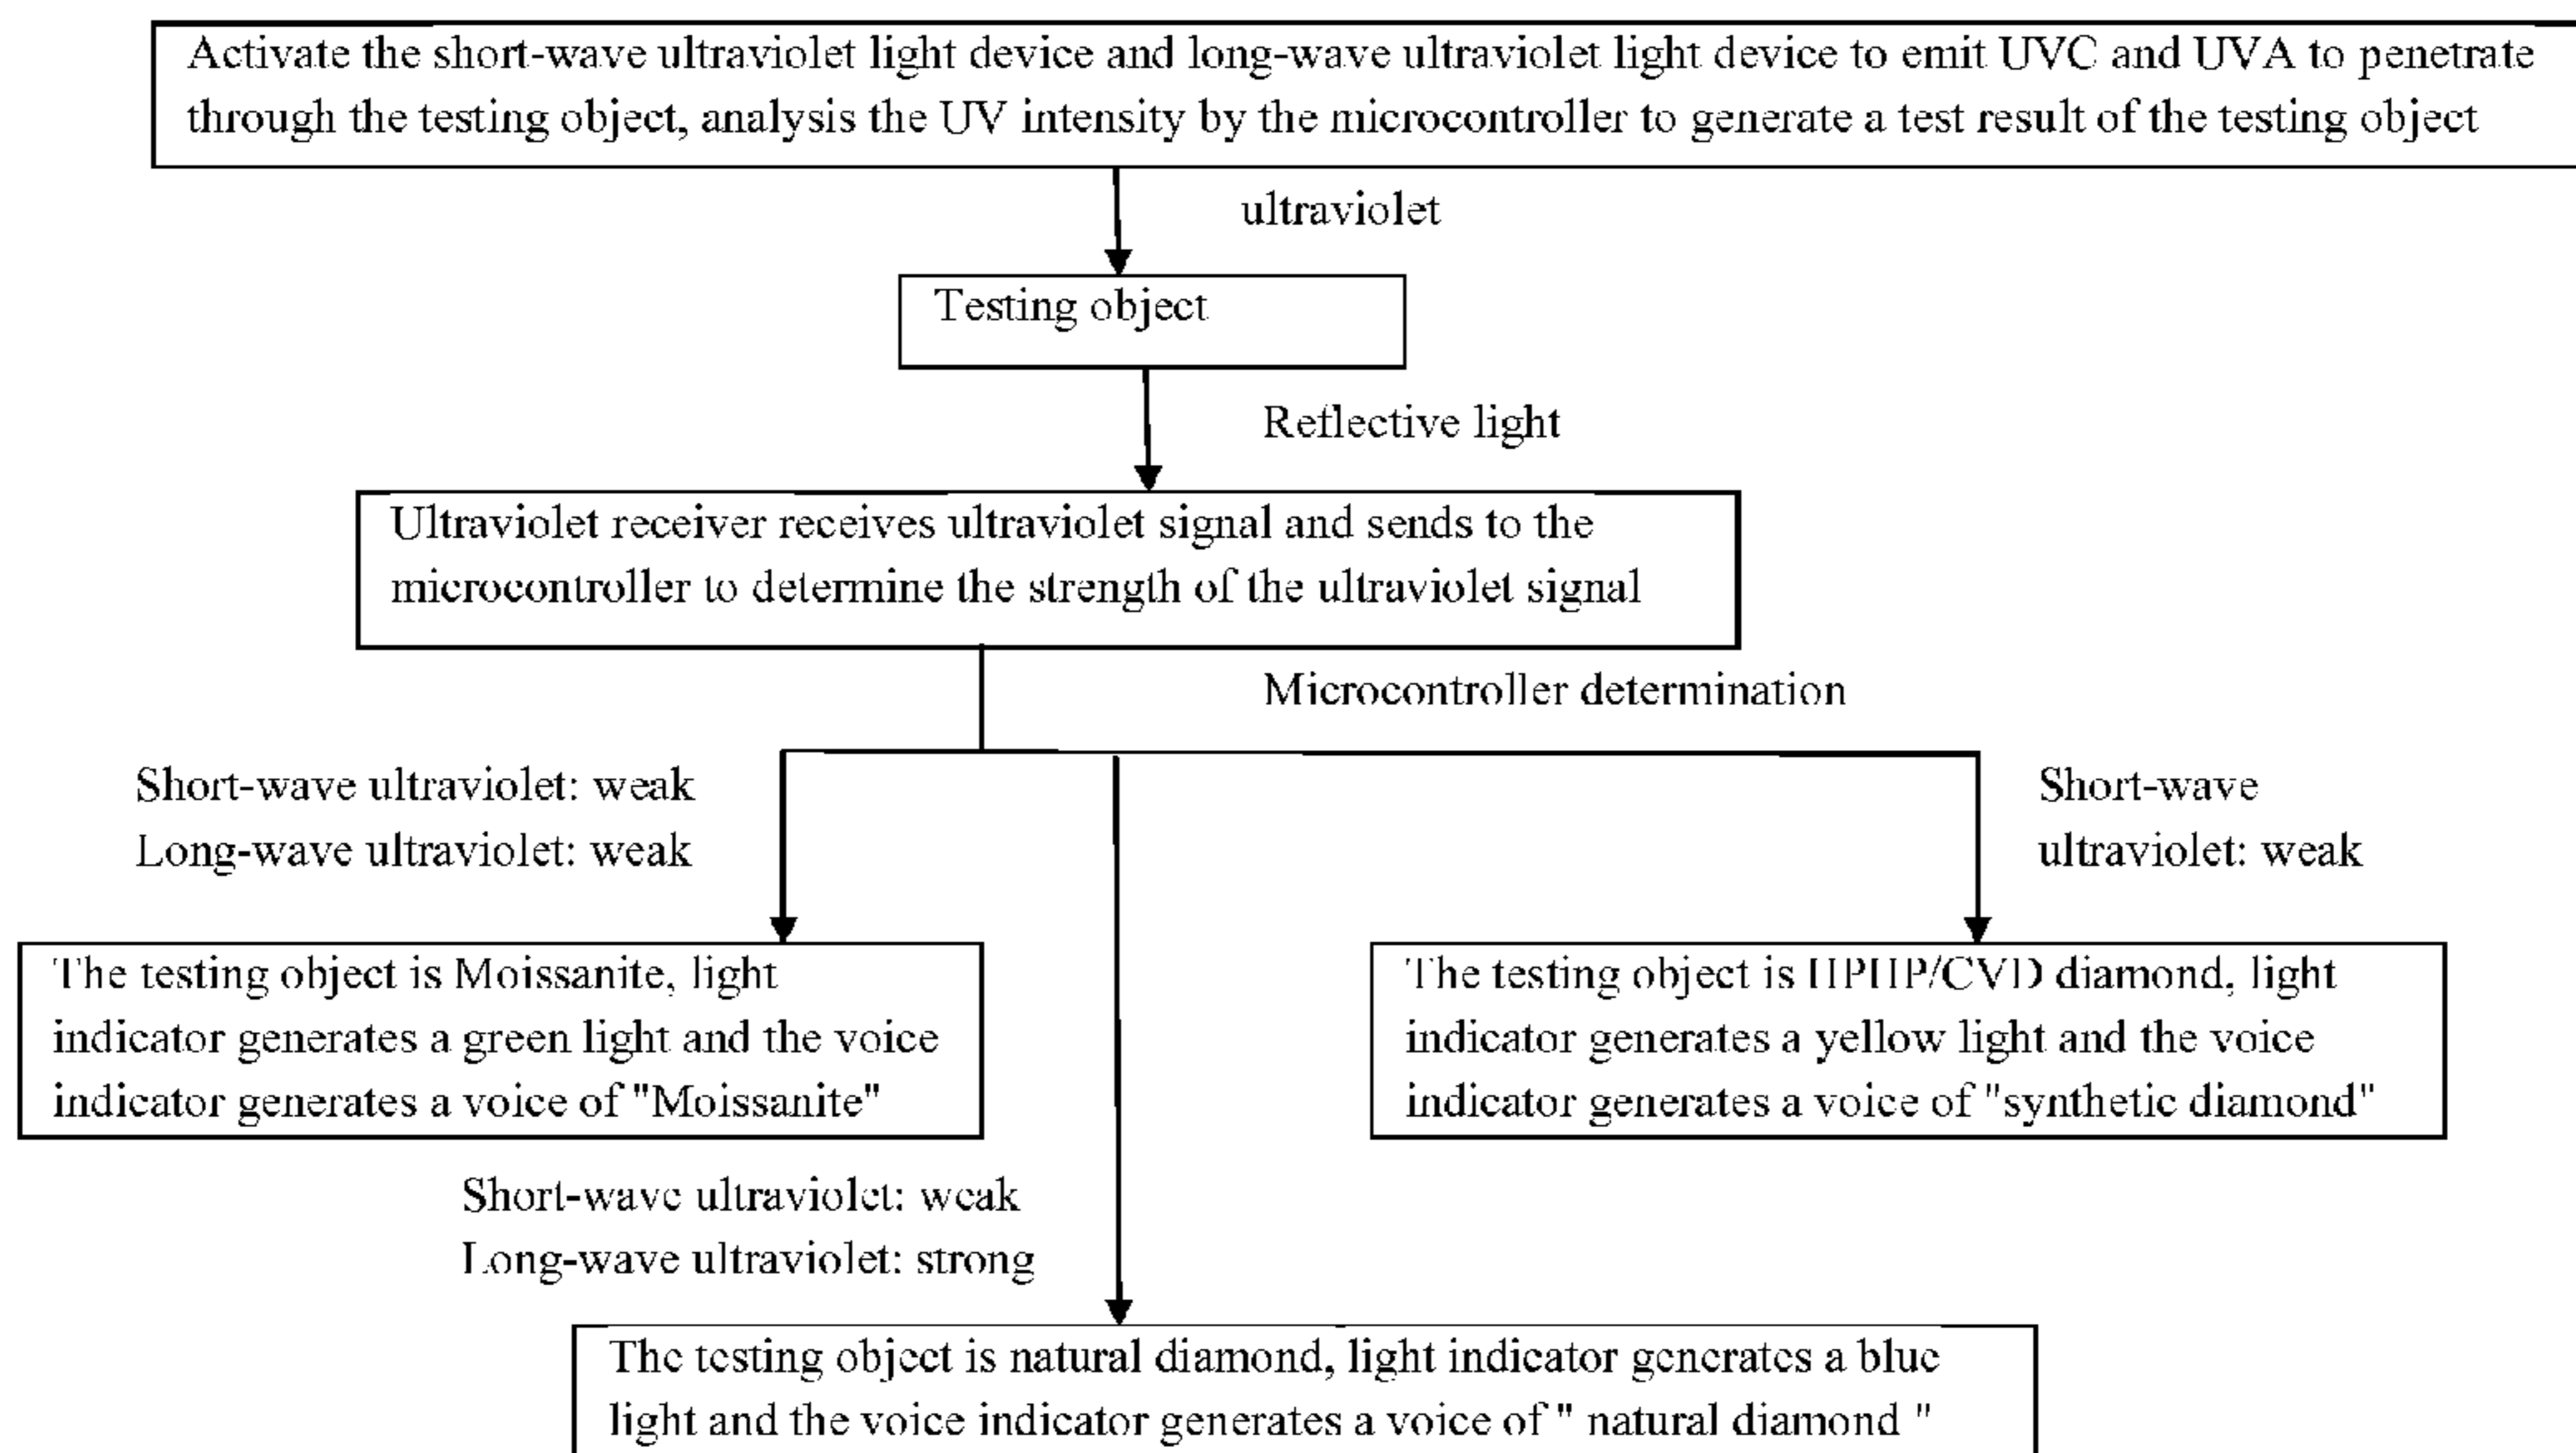 Activate the short-wave ultraviolet light device and long-wave ultraviolet light device to emit UVC and UVA to penetrate
through the testing object, analysis the UV intensity by the microcontroller to generate a test result of the testing object
ultraviolet
Testing object
Reflective light
Ultraviolet receiver receives ultraviolet signal and sends to the
microcontroller to determine the strength of the ultraviolet signal
Microcontroller determination
Short-wave ultraviolet: weak
Long-wave ultraviolet: weak
Short-wave
ultraviolet: weak
The testing object is Moissanite, light
indicator generates a green light and the voice
indicator generates a voice of "Moissanite"
The testing object is HPHP/CVD diamond, light
indicator generates a yellow light and the voice
indicator generates a voice of "synthetic diamond"
Short-wave ultraviolet: weak
Long-wave ultraviolet: strong
The testing object is natural diamond, light indicator generates a blue
light and the voice indicator generates a voice of " natural diamond "